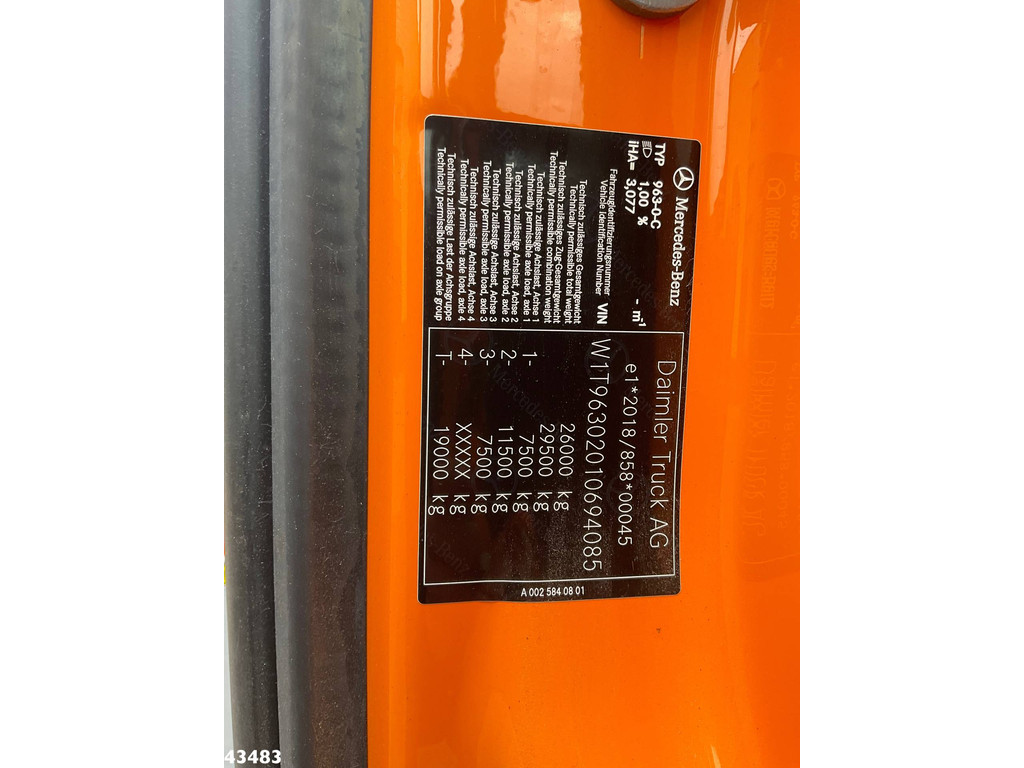 Mercedes-Benz
Daimler Truck AG
TYP 963-0-C
1,00 % - m¹
e1*2018/858*00045
iHA= 3,077
Fahrzeugidentifizierungsnummer
Vehicle Identification Number VIN W1T96302010694085
Technisch zulässiges Gesamtgewicht
Technically permissible total weight 26000 kg
Technisch zulässiges Zug-Gesamtgewicht
Technically permissible combination weight 29500 kg
Technisch zulässige Achslast, Achse 1
Technically permissible axle load, axle 1 1- 7500 kg
Technisch zulässige Achslast, Achse 2
Technically permissible axle load, axle 2 2- 11500 kg
Technisch zulässige Achslast, Achse 3
Technically permissible axle load, axle 3 3- 7500 kg
Technisch zulässige Achslast, Achse 4
Technically permissible axle load, axle 4 4- XXXXX kg
Technisch zulässige Last der Achsgruppe
Technically permissible load on axle group T- 19000 kg
A 002 584 08 01
43483